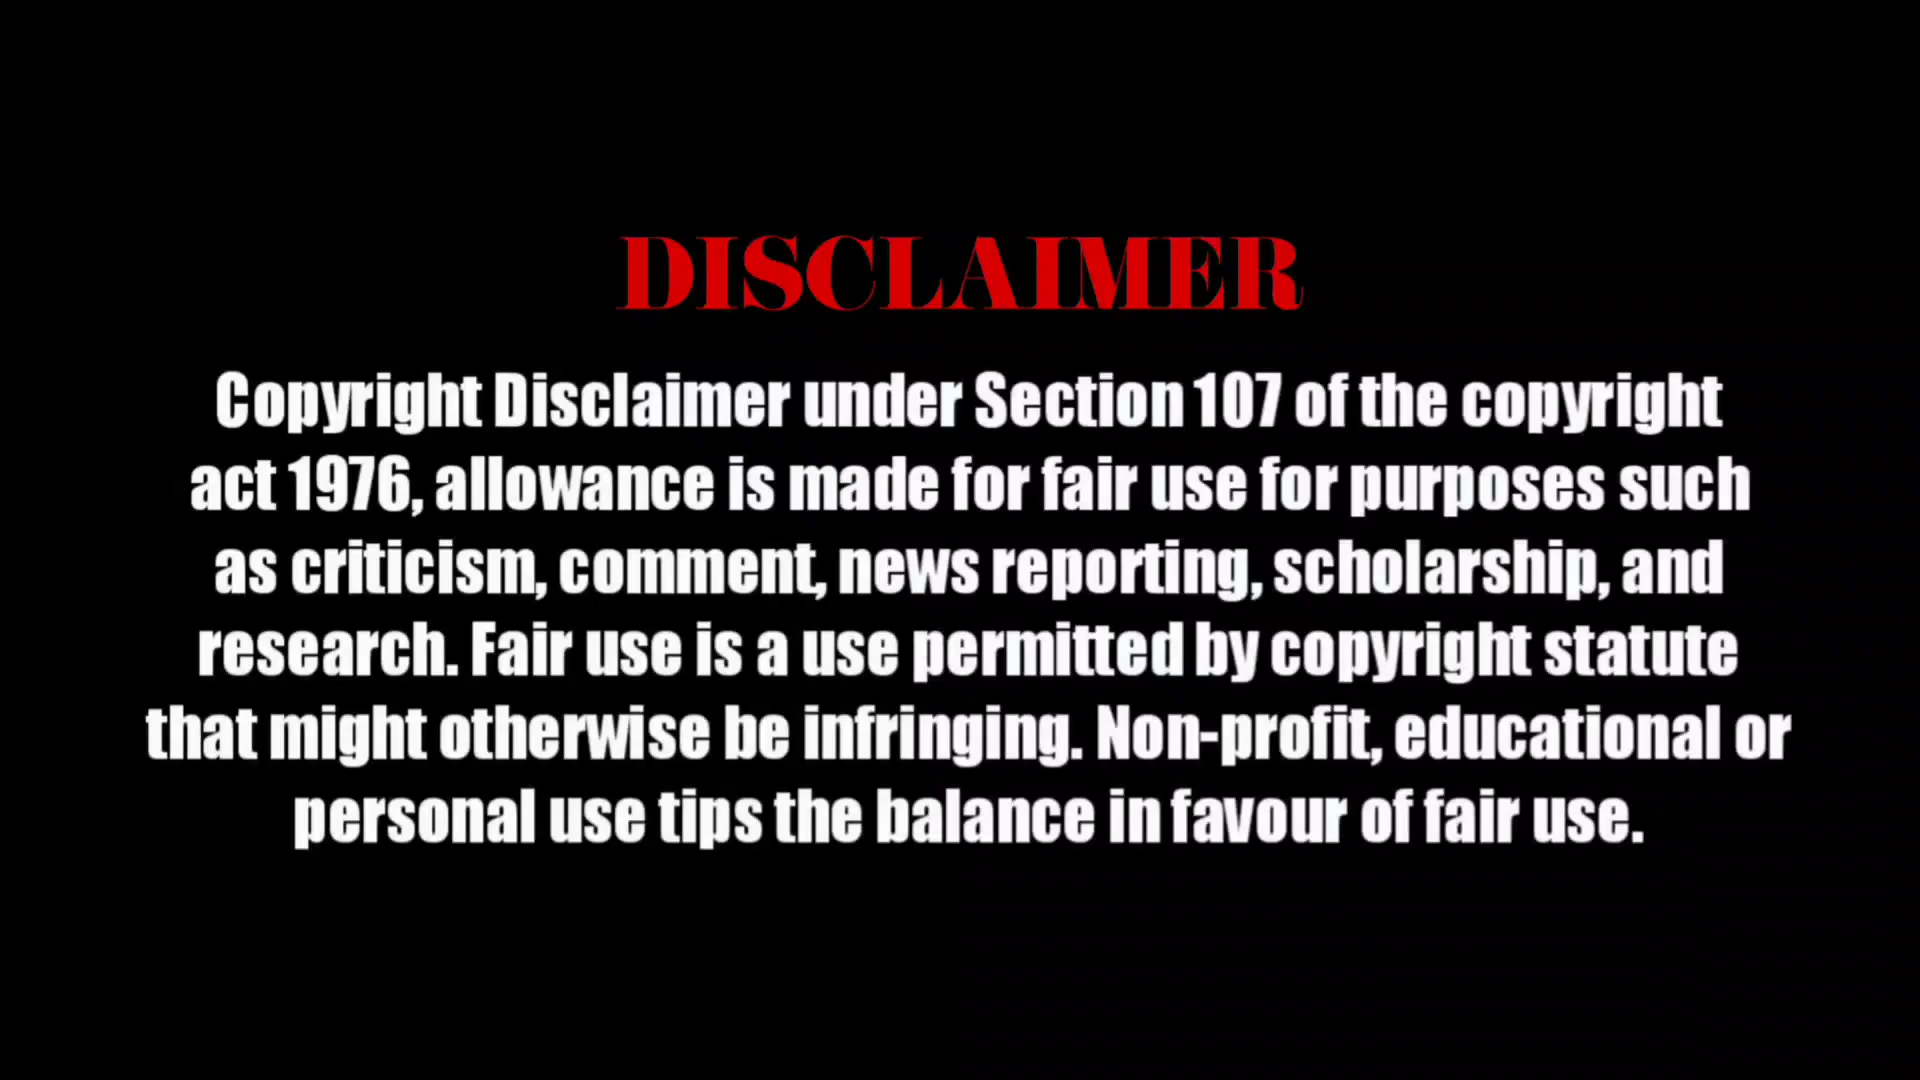 DISCLAIMER
Copyright Disclaimer under Section 107 of the copyright
act 1976, allowance is made for fair use for purposes such
as criticism, comment, news reporting, scholarship, and
research. Fair use is a use permitted by copyright statute
that might otherwise be infringing. Non-profit, educational or
personal use tips the balance in favour of fair use.